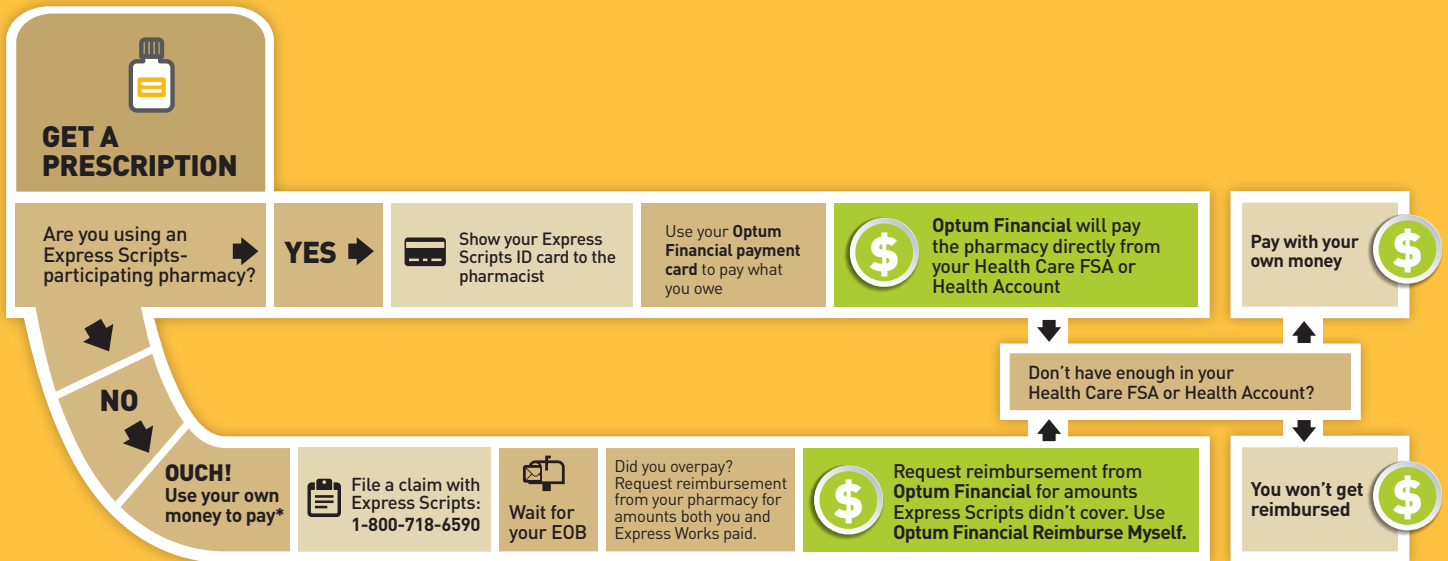 GET A
PRESCRIPTION
Are you using an
Express Scripts-
participating pharmacy?
YES
Show your Express
Scripts ID card to the
pharmacist
Use your Optum
Financial payment
card to pay what
you owe
$
Optum Financial will pay
the pharmacy directly from
your Health Care FSA or
Health Account
Pay with your
own money
$
Don't have enough in your
Health Care FSA or Health Account?
NO
OUCH!
Use your own
money to pay*
File a claim with
Express Scripts:
1-800-718-6590
Wait for
your EOB
Did you overpay?
Request reimbursement
from your pharmacy for
amounts both you and
Express Works paid.
$
Request reimbursement from
Optum Financial for amounts
Express Scripts didn't cover. Use
Optum Financial Reimburse Myself.
You won't get
reimbursed
$